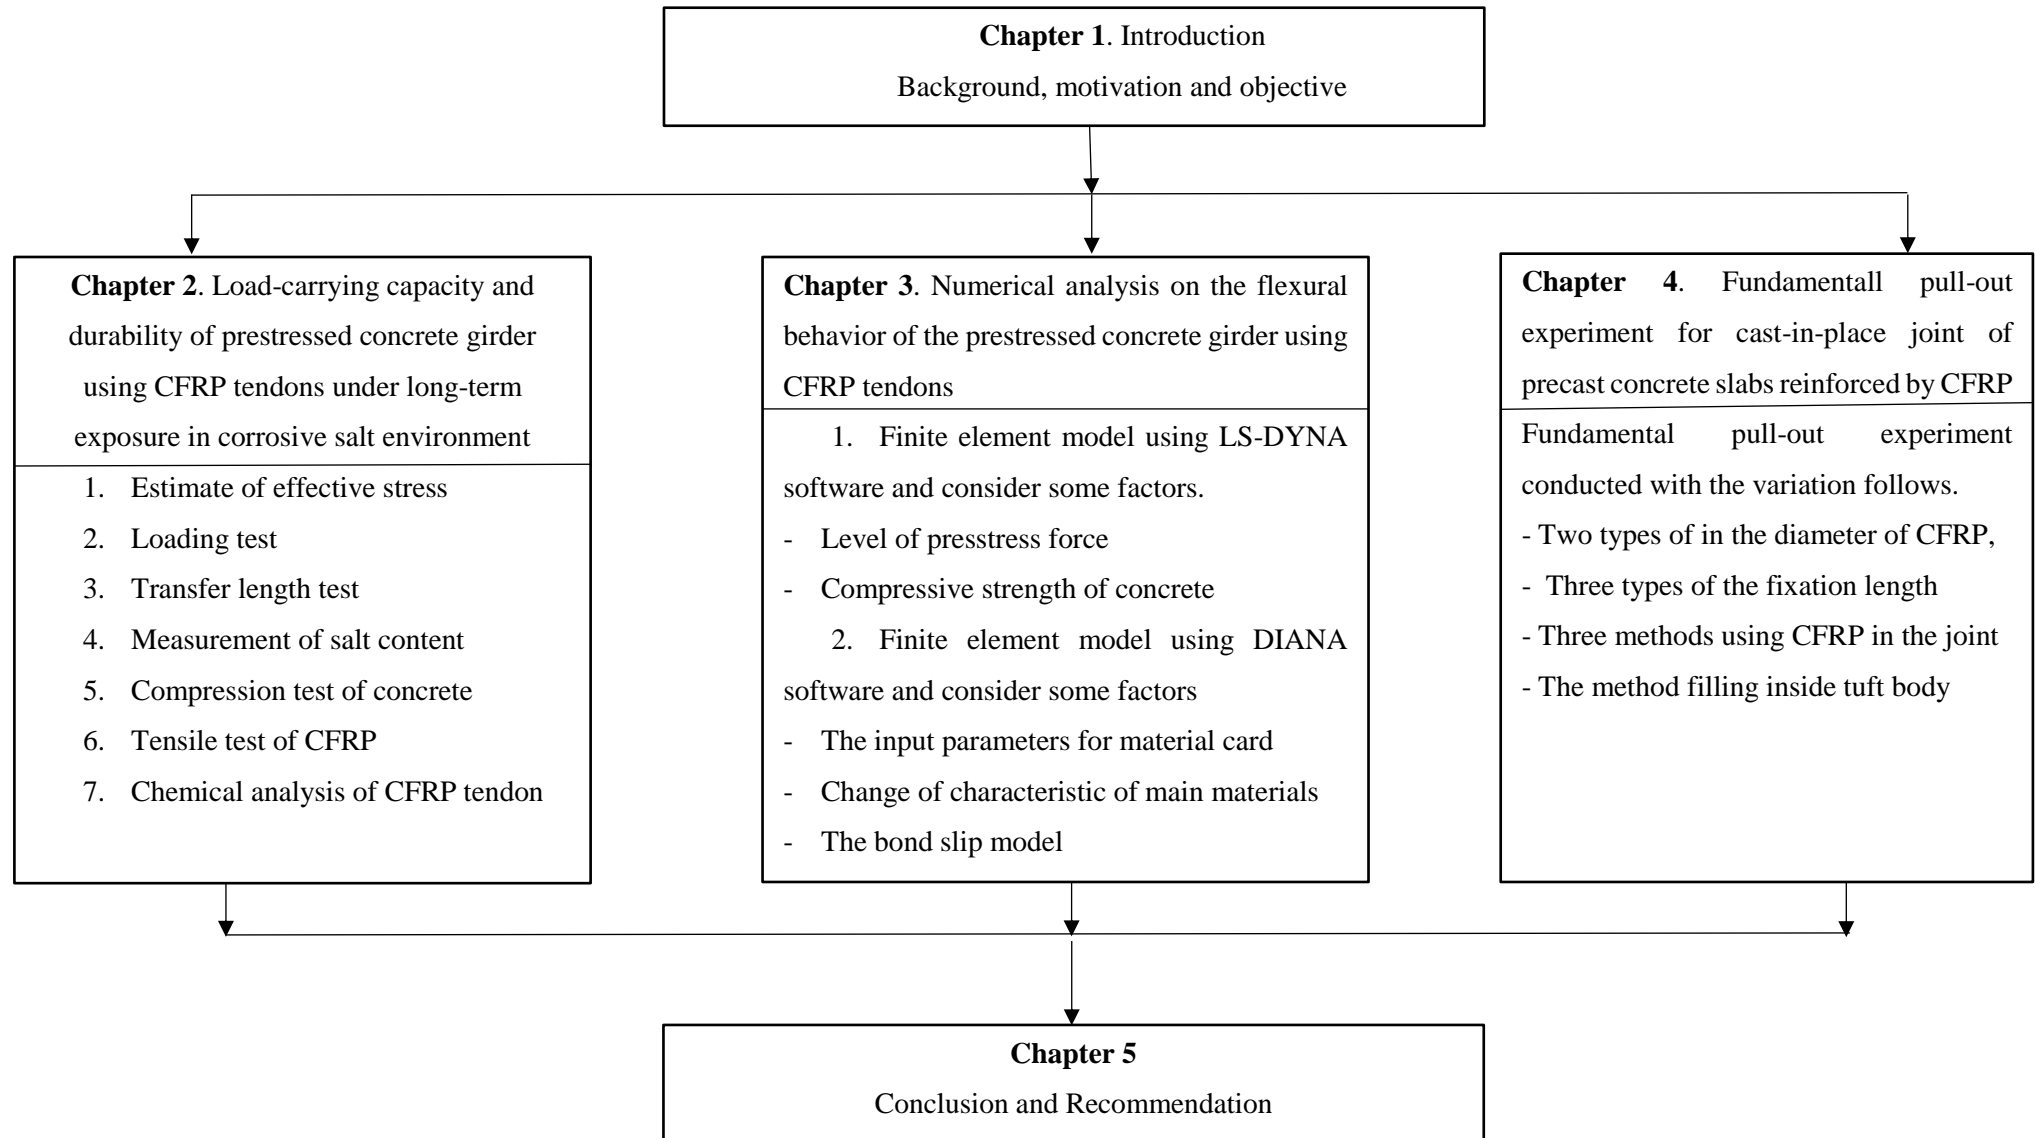 Chapter 1. Introduction
Background, motivation and objective
Chapter 2. Load-carrying capacity and
durability of prestressed concrete girder
using CFRP tendons under long-term
exposure in corrosive salt environment
1. Estimate of effective stress
2. Loading test
3. Transfer length test
4. Measurement of salt content
5. Compression test of concrete
6. Tensile test of CFRP
7. Chemical analysis of CFRP tendon
Chapter 3. Numerical analysis on the flexural
behavior of the prestressed concrete girder using
CFRP tendons
1. Finite element model using LS-DYNA
software and consider some factors.
- Level of presstress force
- Compressive strength of concrete
2. Finite element model using DIANA
software and consider some factors
- The input parameters for material card
- Change of characteristic of main materials
- The bond slip model
Chapter 4. Fundamentall pull-out
experiment for cast-in-place joint of
precast concrete slabs reinforced by CFRP
Fundamental pull-out experiment
conducted with the variation follows.
- Two types of in the diameter of CFRP,
- Three types of the fixation length
- Three methods using CFRP in the joint
- The method filling inside tuft body
Chapter 5
Conclusion and Recommendation